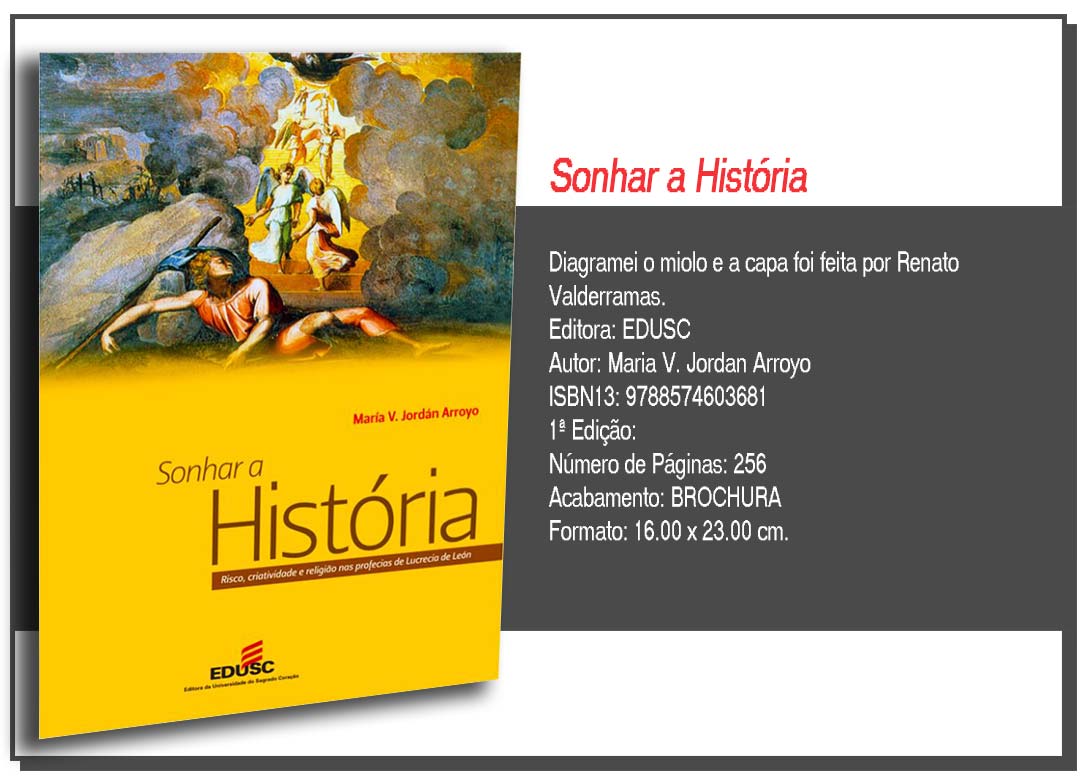 María V. Jordán Arroyo
Sonhar a
História
Risco, criatividade e religião nas profecias de Lucrecia de León
EDUSC
Editora da Universidade do Sagrado Coração
Sonhar a História
Diagramei o miolo e a capa foi feita por Renato
Valderramas.
Editora: EDUSC
Autor: Maria V. Jordan Arroyo
ISBN13: 9788574603681
1ª Edição:
Número de Páginas: 256
Acabamento: BROCHURA
Formato: 16.00 x 23.00 cm.